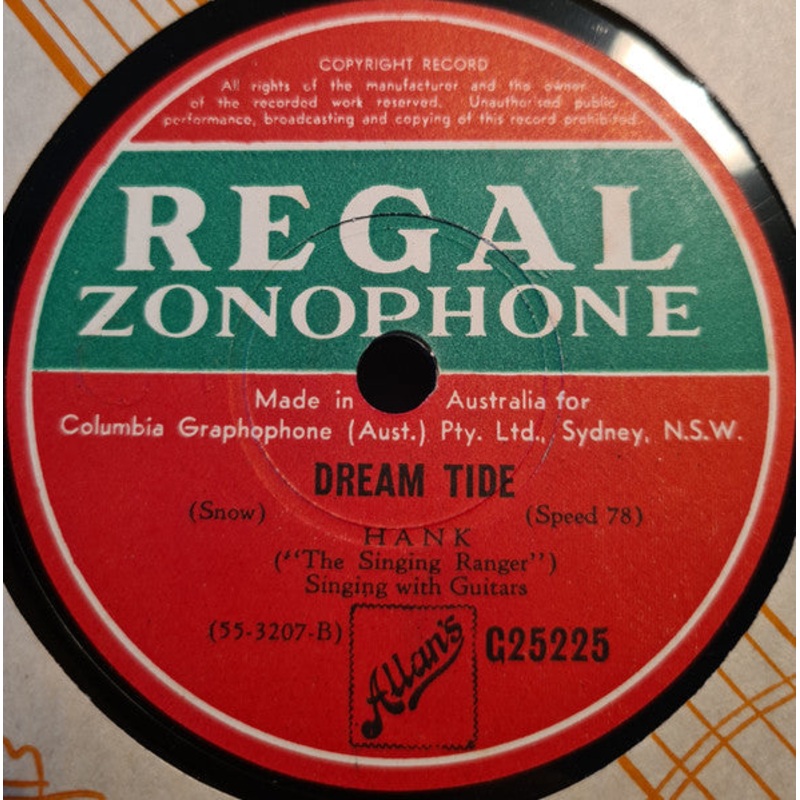 COPYRIGHT RECORD
All rights of the manufacturer and the owner
of the recorded work reserved. Unauthorised public
performance, broadcasting and copying of this record prohibited.
REGAL
ZONOPHONE
Made in Australia for
Columbia Graphophone (Aust.) Pty. Ltd., Sydney, N.S.W.
DREAM TIDE
(Snow) (Speed 78)
HANK
("The Singing Ranger")
Singing with Guitars
(55-3207-B) Allan's G25225